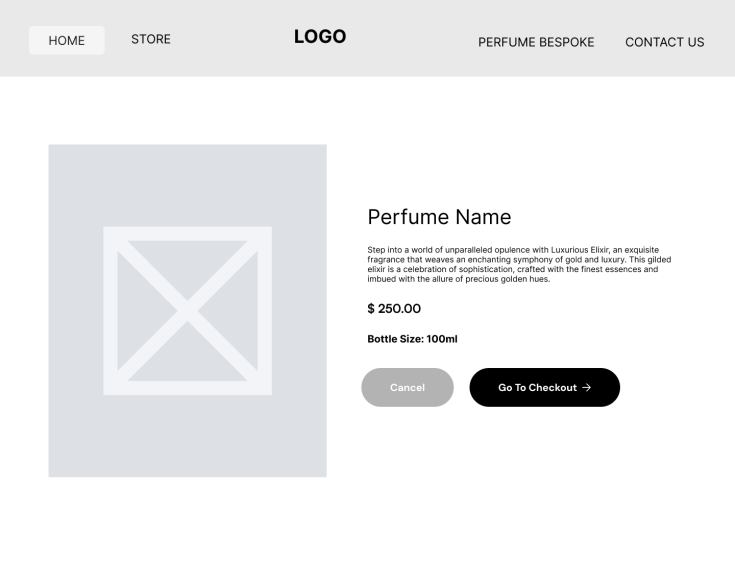 HOME
STORE
LOGO
PERFUME BESPOKE
CONTACT US
Perfume Name
Step into a world of unparalleled opulence with Luxurious Elixir, an exquisite
fragrance that weaves an enchanting symphony of gold and luxury. This gilded
elixir is a celebration of sophistication, crafted with the finest essences and
imbued with the allure of precious golden hues.
$ 250.00
Bottle Size: 100ml
Cancel
Go To Checkout →